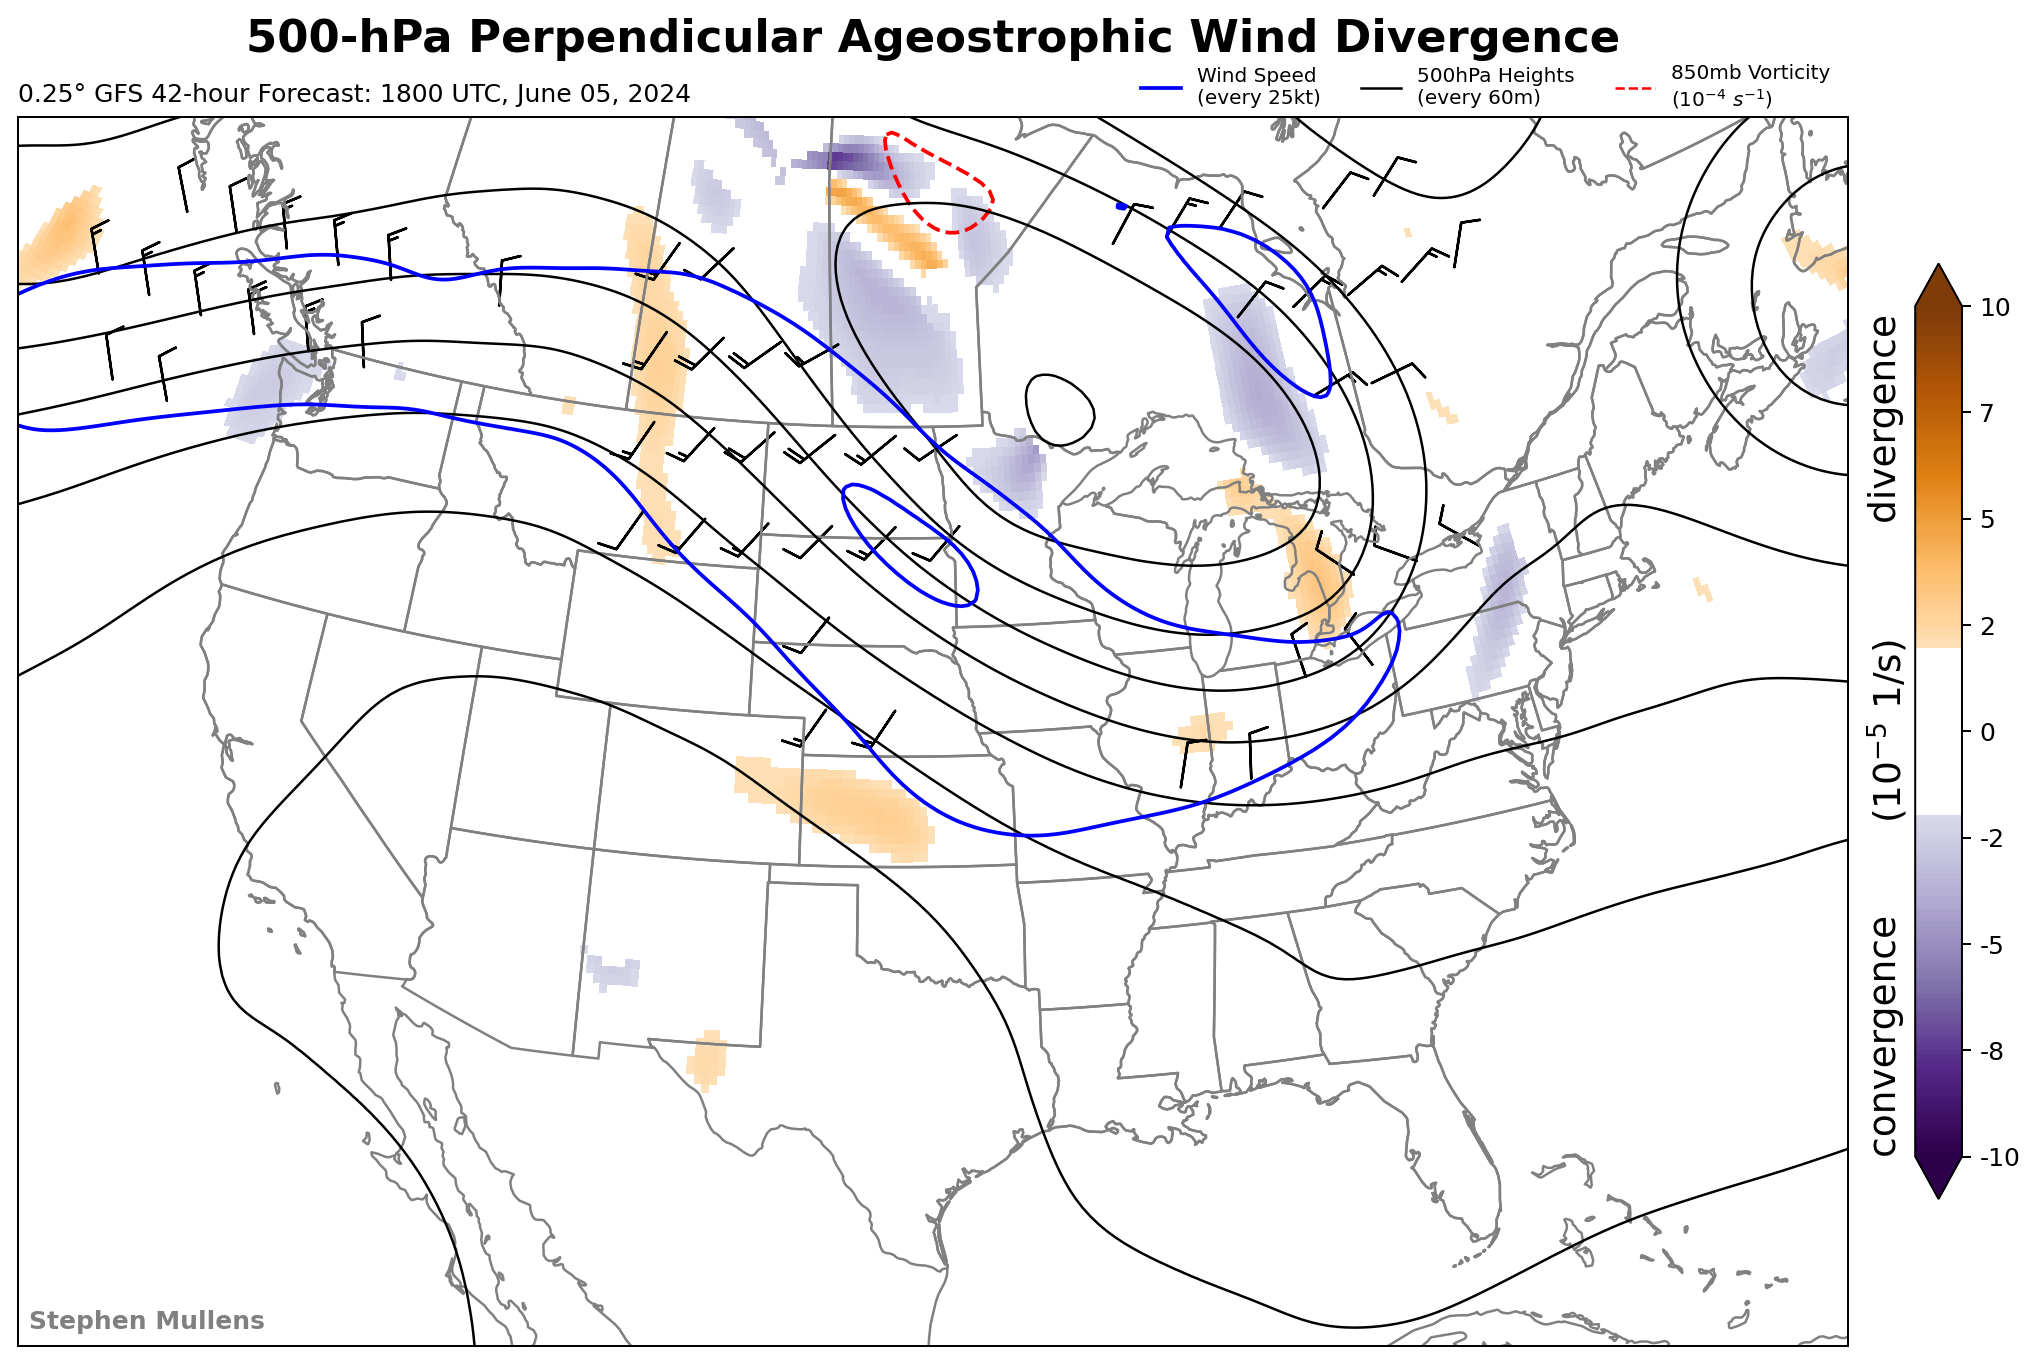 500-hPa Perpendicular Ageostrophic Wind Divergence
0.25° GFS 42-hour Forecast: 1800 UTC, June 05, 2024
Wind Speed
(every 25kt)
500hPa Heights
(every 60m)
850mb Vorticity
(10⁻⁴ s⁻¹)
10
7
5
2
0
-2
-5
-8
-10
convergence (10⁻⁵ 1/s) divergence
Stephen Mullens